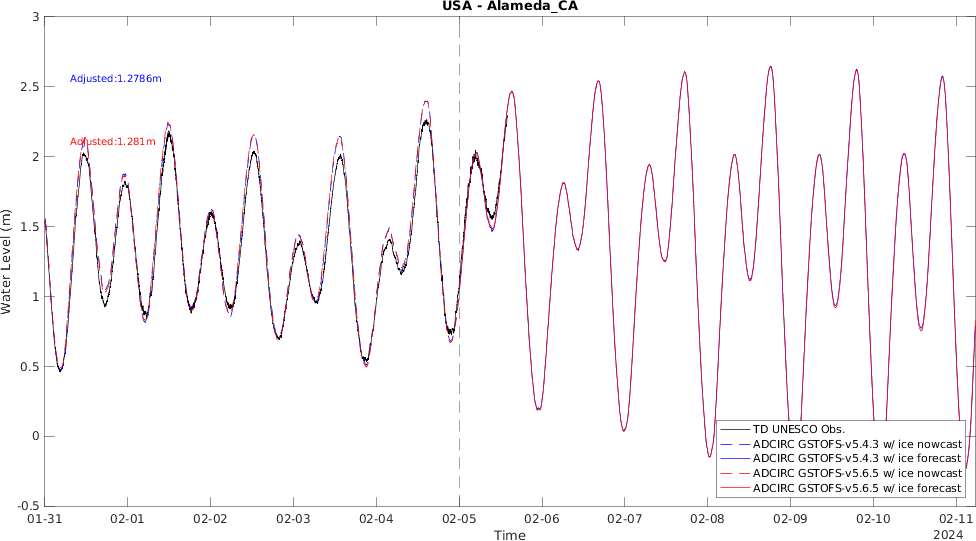 USA - Alameda_CA
3
2.5
2
1.5
1
0.5
0
-0.5
Water Level (m)
Adjusted:1.2786m
Adjusted:1.281m
TD UNESCO Obs.
ADCIRC GSTOFS-v5.4.3 w/ ice nowcast
ADCIRC GSTOFS-v5.4.3 w/ ice forecast
ADCIRC GSTOFS-v5.6.5 w/ ice nowcast
ADCIRC GSTOFS-v5.6.5 w/ ice forecast
01-31 02-01 02-02 02-03 02-04 02-05 02-06 02-07 02-08 02-09 02-10 02-11
Time
2024